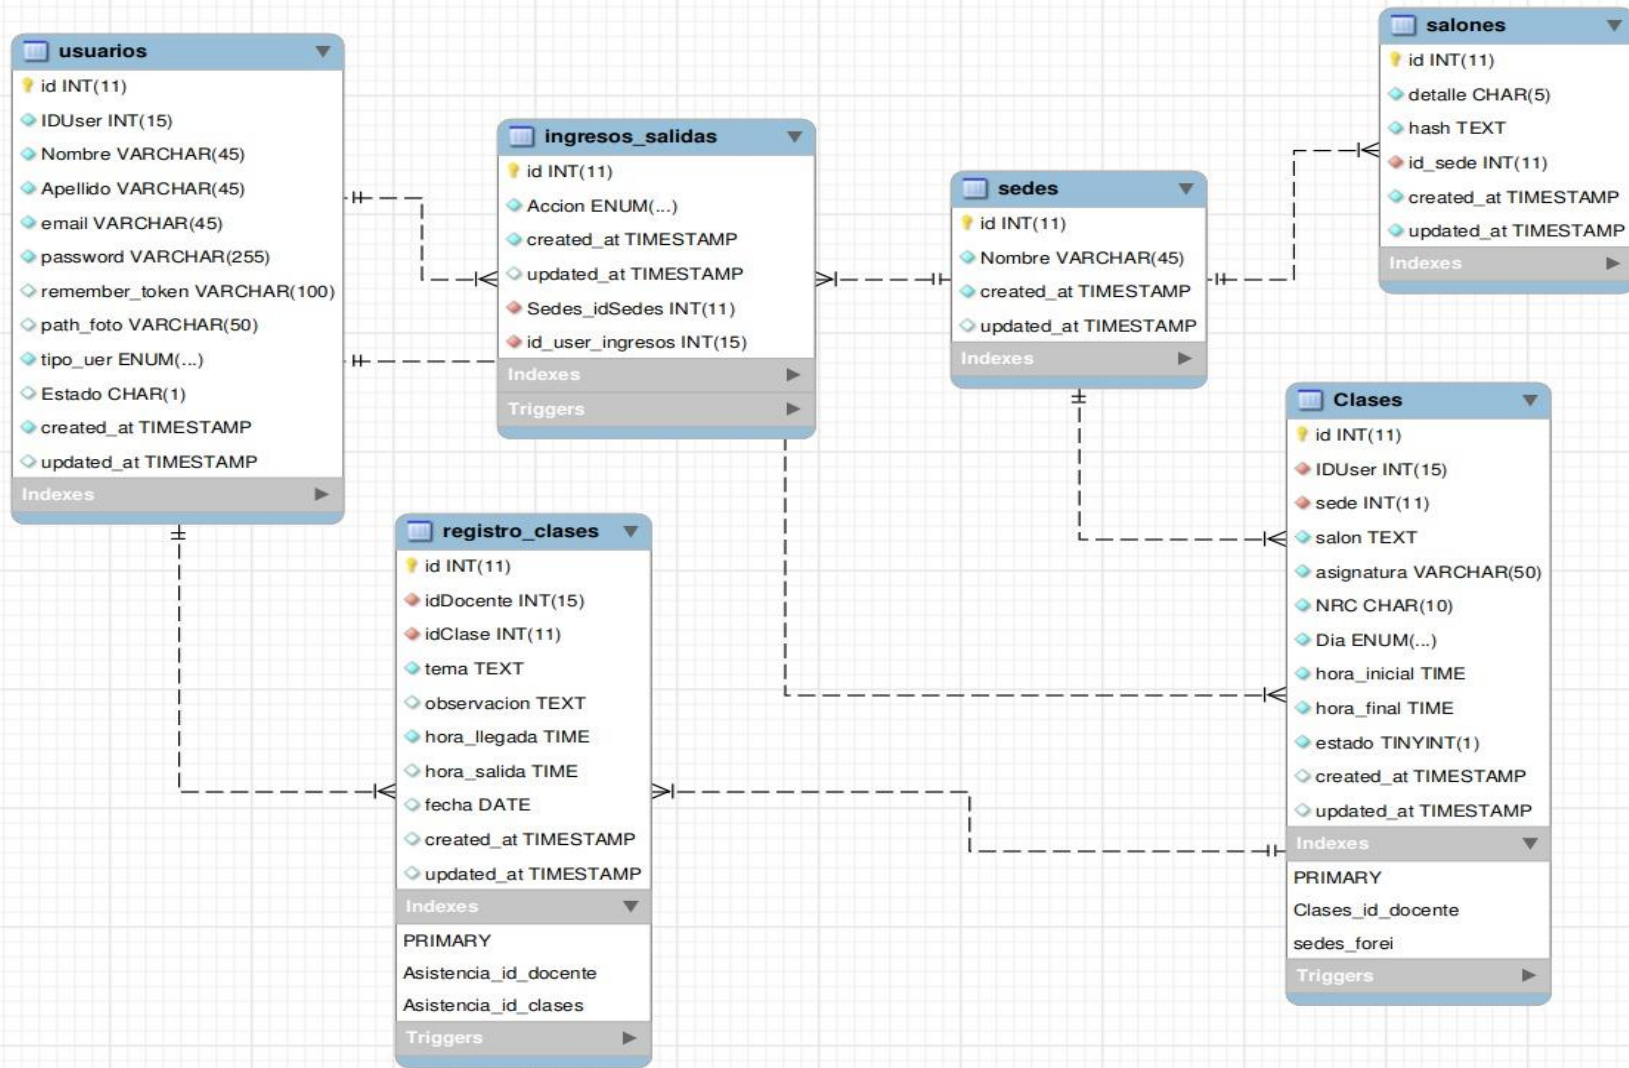 usuarios
id INT(11)
IDUser INT(15)
Nombre VARCHAR(45)
Apellido VARCHAR(45)
email VARCHAR(45)
password VARCHAR(255)
remember_token VARCHAR(100)
path_foto VARCHAR(50)
tipo_uer ENUM(...)
Estado CHAR(1)
created_at TIMESTAMP
updated_at TIMESTAMP
Indexes
ingresos_salidas
id INT(11)
Accion ENUM(...)
created_at TIMESTAMP
updated_at TIMESTAMP
Sedes_idSedes INT(11)
id_user_ingresos INT(15)
Indexes
Triggers
sedes
id INT(11)
Nombre VARCHAR(45)
created_at TIMESTAMP
updated_at TIMESTAMP
Indexes
salones
id INT(11)
detalle CHAR(5)
hash TEXT
id_sede INT(11)
created_at TIMESTAMP
updated_at TIMESTAMP
Indexes
registro_clases
id INT(11)
idDocente INT(15)
idClase INT(11)
tema TEXT
observacion TEXT
hora_llegada TIME
hora_salida TIME
fecha DATE
created_at TIMESTAMP
updated_at TIMESTAMP
Indexes
PRIMARY
Asistencia_id_docente
Asistencia_id_clases
Triggers
Clases
id INT(11)
IDUser INT(15)
sede INT(11)
salon TEXT
asignatura VARCHAR(50)
NRC CHAR(10)
Dia ENUM(...)
hora_inicial TIME
hora_final TIME
estado TINYINT(1)
created_at TIMESTAMP
updated_at TIMESTAMP
Indexes
PRIMARY
Clases_id_docente
sedes_forei
Triggers